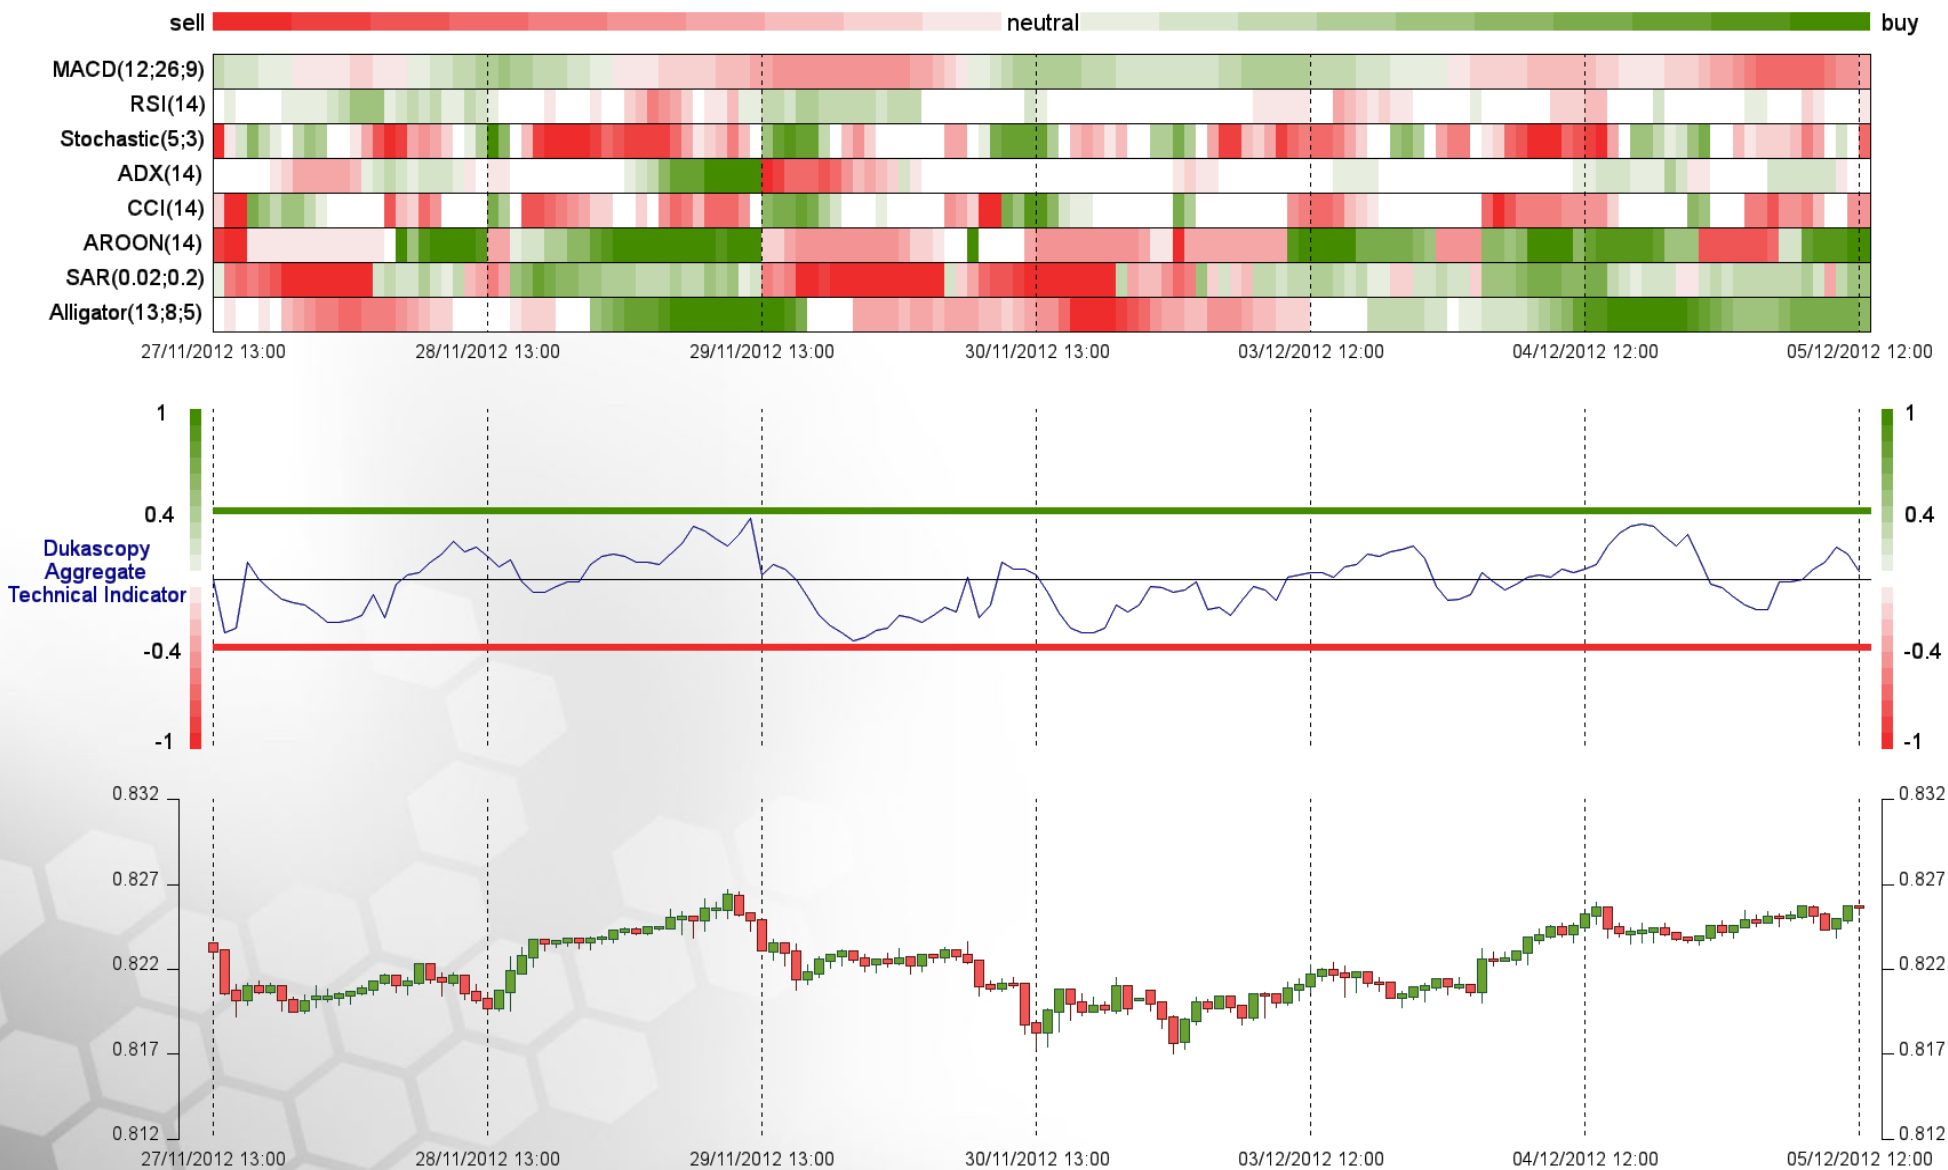 sell neutral buy
MACD(12;26;9)
RSI(14)
Stochastic(5;3)
ADX(14)
CCI(14)
AROON(14)
SAR(0.02;0.2)
Alligator(13;8;5)
27/11/2012 13:00 28/11/2012 13:00 29/11/2012 13:00 30/11/2012 13:00 03/12/2012 12:00 04/12/2012 12:00 05/12/2012 12:00
1 1
0.4 0.4
Dukascopy
Aggregate
Technical Indicator
-0.4 -0.4
-1 -1
0.832 0.832
0.827 0.827
0.822 0.822
0.817 0.817
0.812 0.812
27/11/2012 13:00 28/11/2012 13:00 29/11/2012 13:00 30/11/2012 13:00 03/12/2012 12:00 04/12/2012 12:00 05/12/2012 12:00